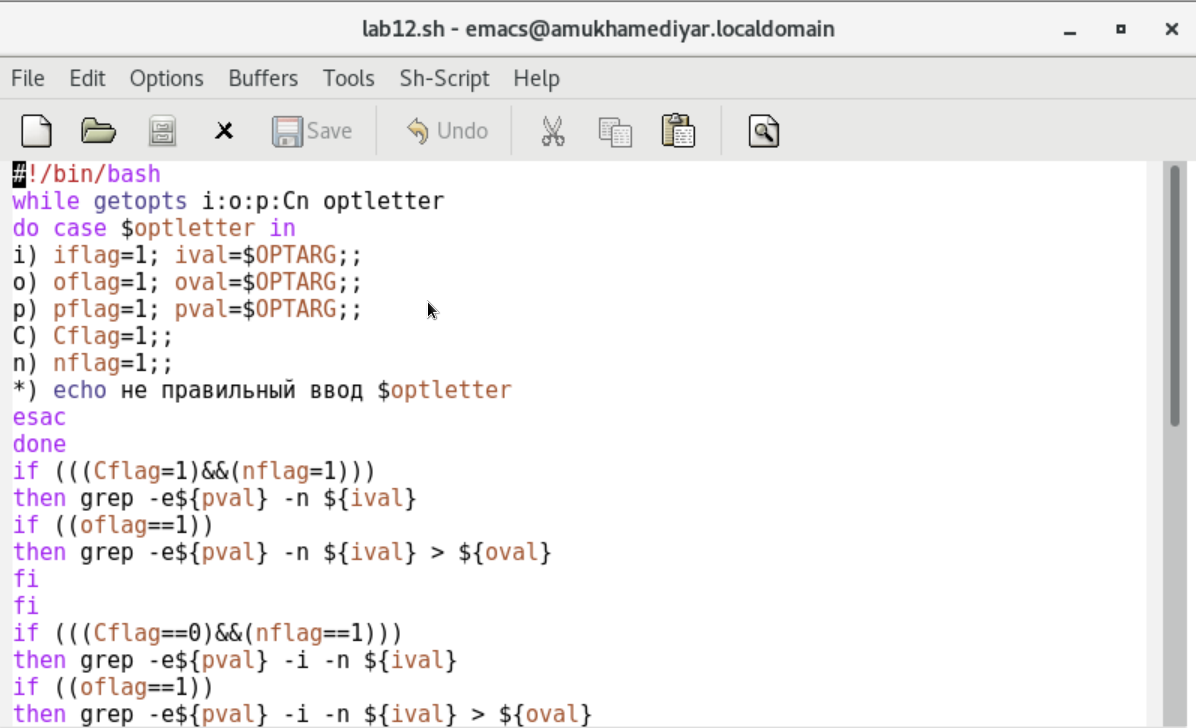 lab12.sh - emacs@amukhamediyar.localdomain
File Edit Options Buffers Tools Sh-Script Help
Save Undo
#!/bin/bash
while getopts i:o:p:Cn optletter
do case $optletter in
i) iflag=1; ival=$OPTARG;;
o) oflag=1; oval=$OPTARG;;
p) pflag=1; pval=$OPTARG;;
C) Cflag=1;;
n) nflag=1;;
*) echo не правильный ввод $optletter
esac
done
if (((Cflag=1)&&(nflag=1)))
then grep -e${pval} -n ${ival}
if ((oflag==1))
then grep -e${pval} -n ${ival} > ${oval}
fi
fi
if (((Cflag==0)&&(nflag==1)))
then grep -e${pval} -i -n ${ival}
if ((oflag==1))
then grep -e${pval} -i -n ${ival} > ${oval}